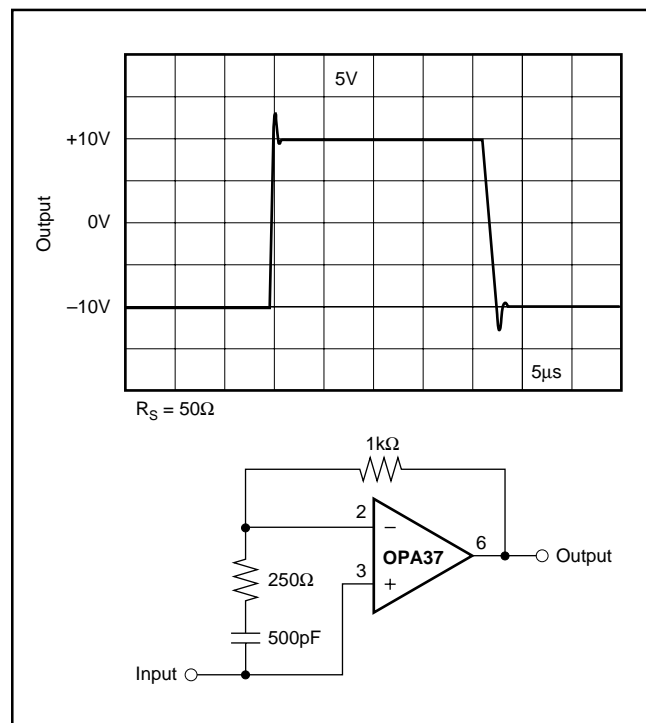 5V
+10V
Output
0V
–10V
5µs
R_S = 50Ω
1kΩ
2
–
OPA37
6
Output
3
+
250Ω
500pF
Input